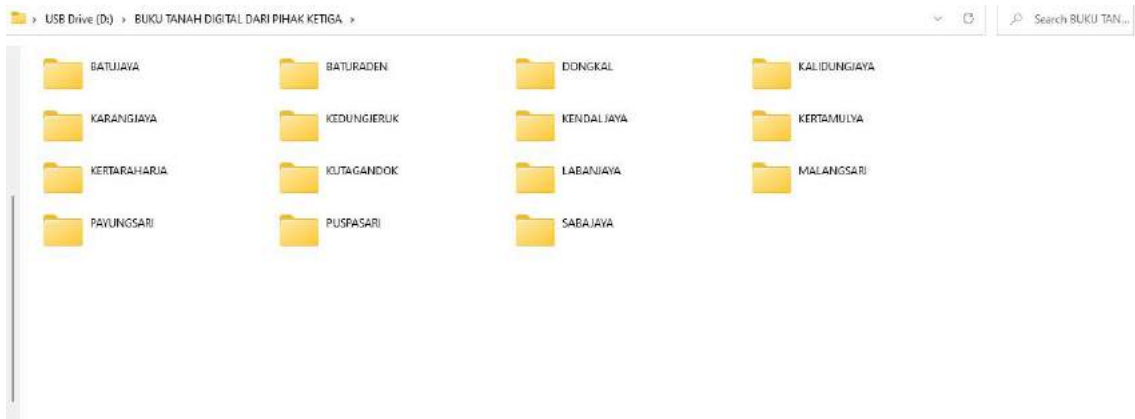 USB Drive (D:) › BUKU TANAH DIGITAL DARI PIHAK KETIGA ›
Search BUKU TAN...
BATUJAYA
BATURADEN
DONGKAL
KALIDUNGJAYA
KARANGJAYA
KEDUNGJERUK
KENDALJAYA
KERTAMULYA
KERTARAHARJA
KUTAGANDOK
LABANJAYA
MALANGSARI
PAYUNGSARI
PUSPASARI
SABAJAYA